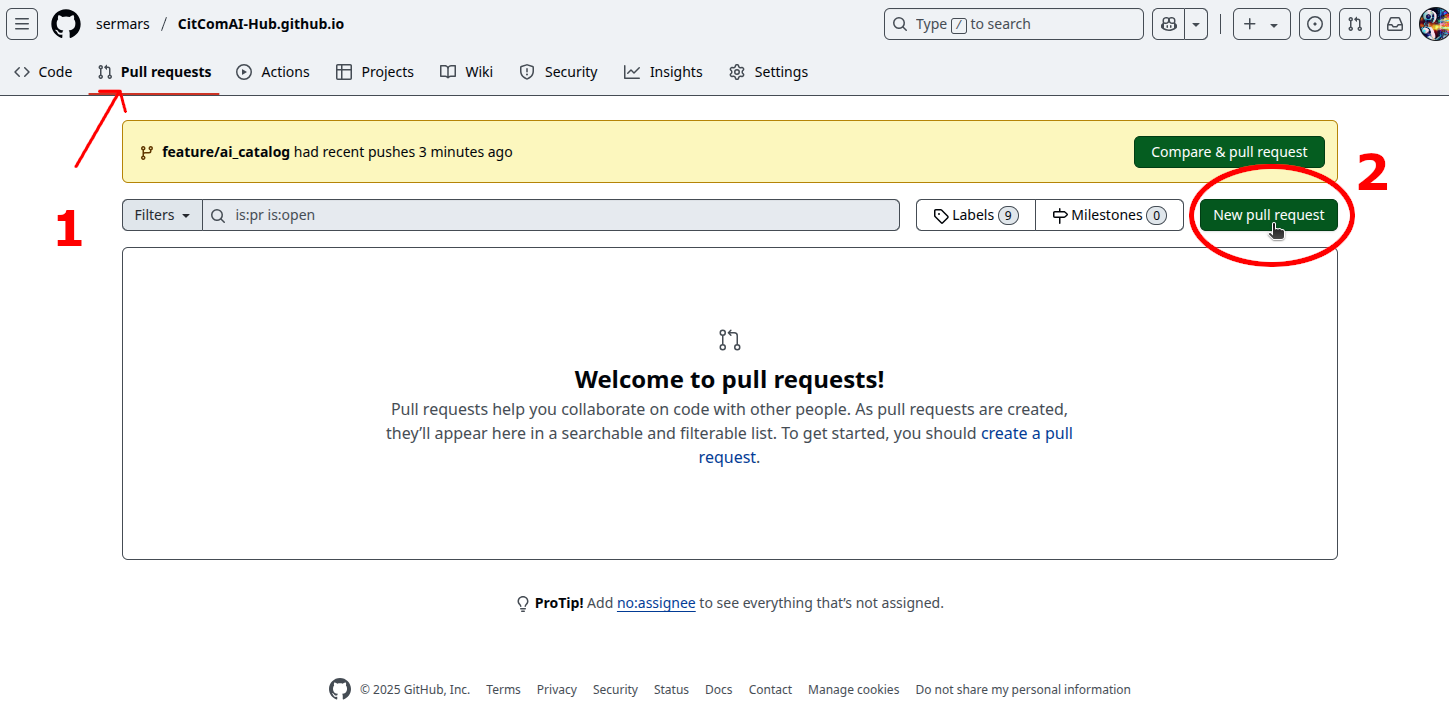 sermars / CitComAI-Hub.github.io
Type / to search
Code Pull requests Actions Projects Wiki Security Insights Settings
feature/ai_catalog had recent pushes 3 minutes ago
Compare & pull request
2
1
Filters
is:pr is:open
Labels 9
Milestones 0
New pull request
Welcome to pull requests!
Pull requests help you collaborate on code with other people. As pull requests are created,
they’ll appear here in a searchable and filterable list. To get started, you should create a pull
request.
ProTip! Add no:assignee to see everything that’s not assigned.
© 2025 GitHub, Inc. Terms Privacy Security Status Docs Contact Manage cookies Do not share my personal information